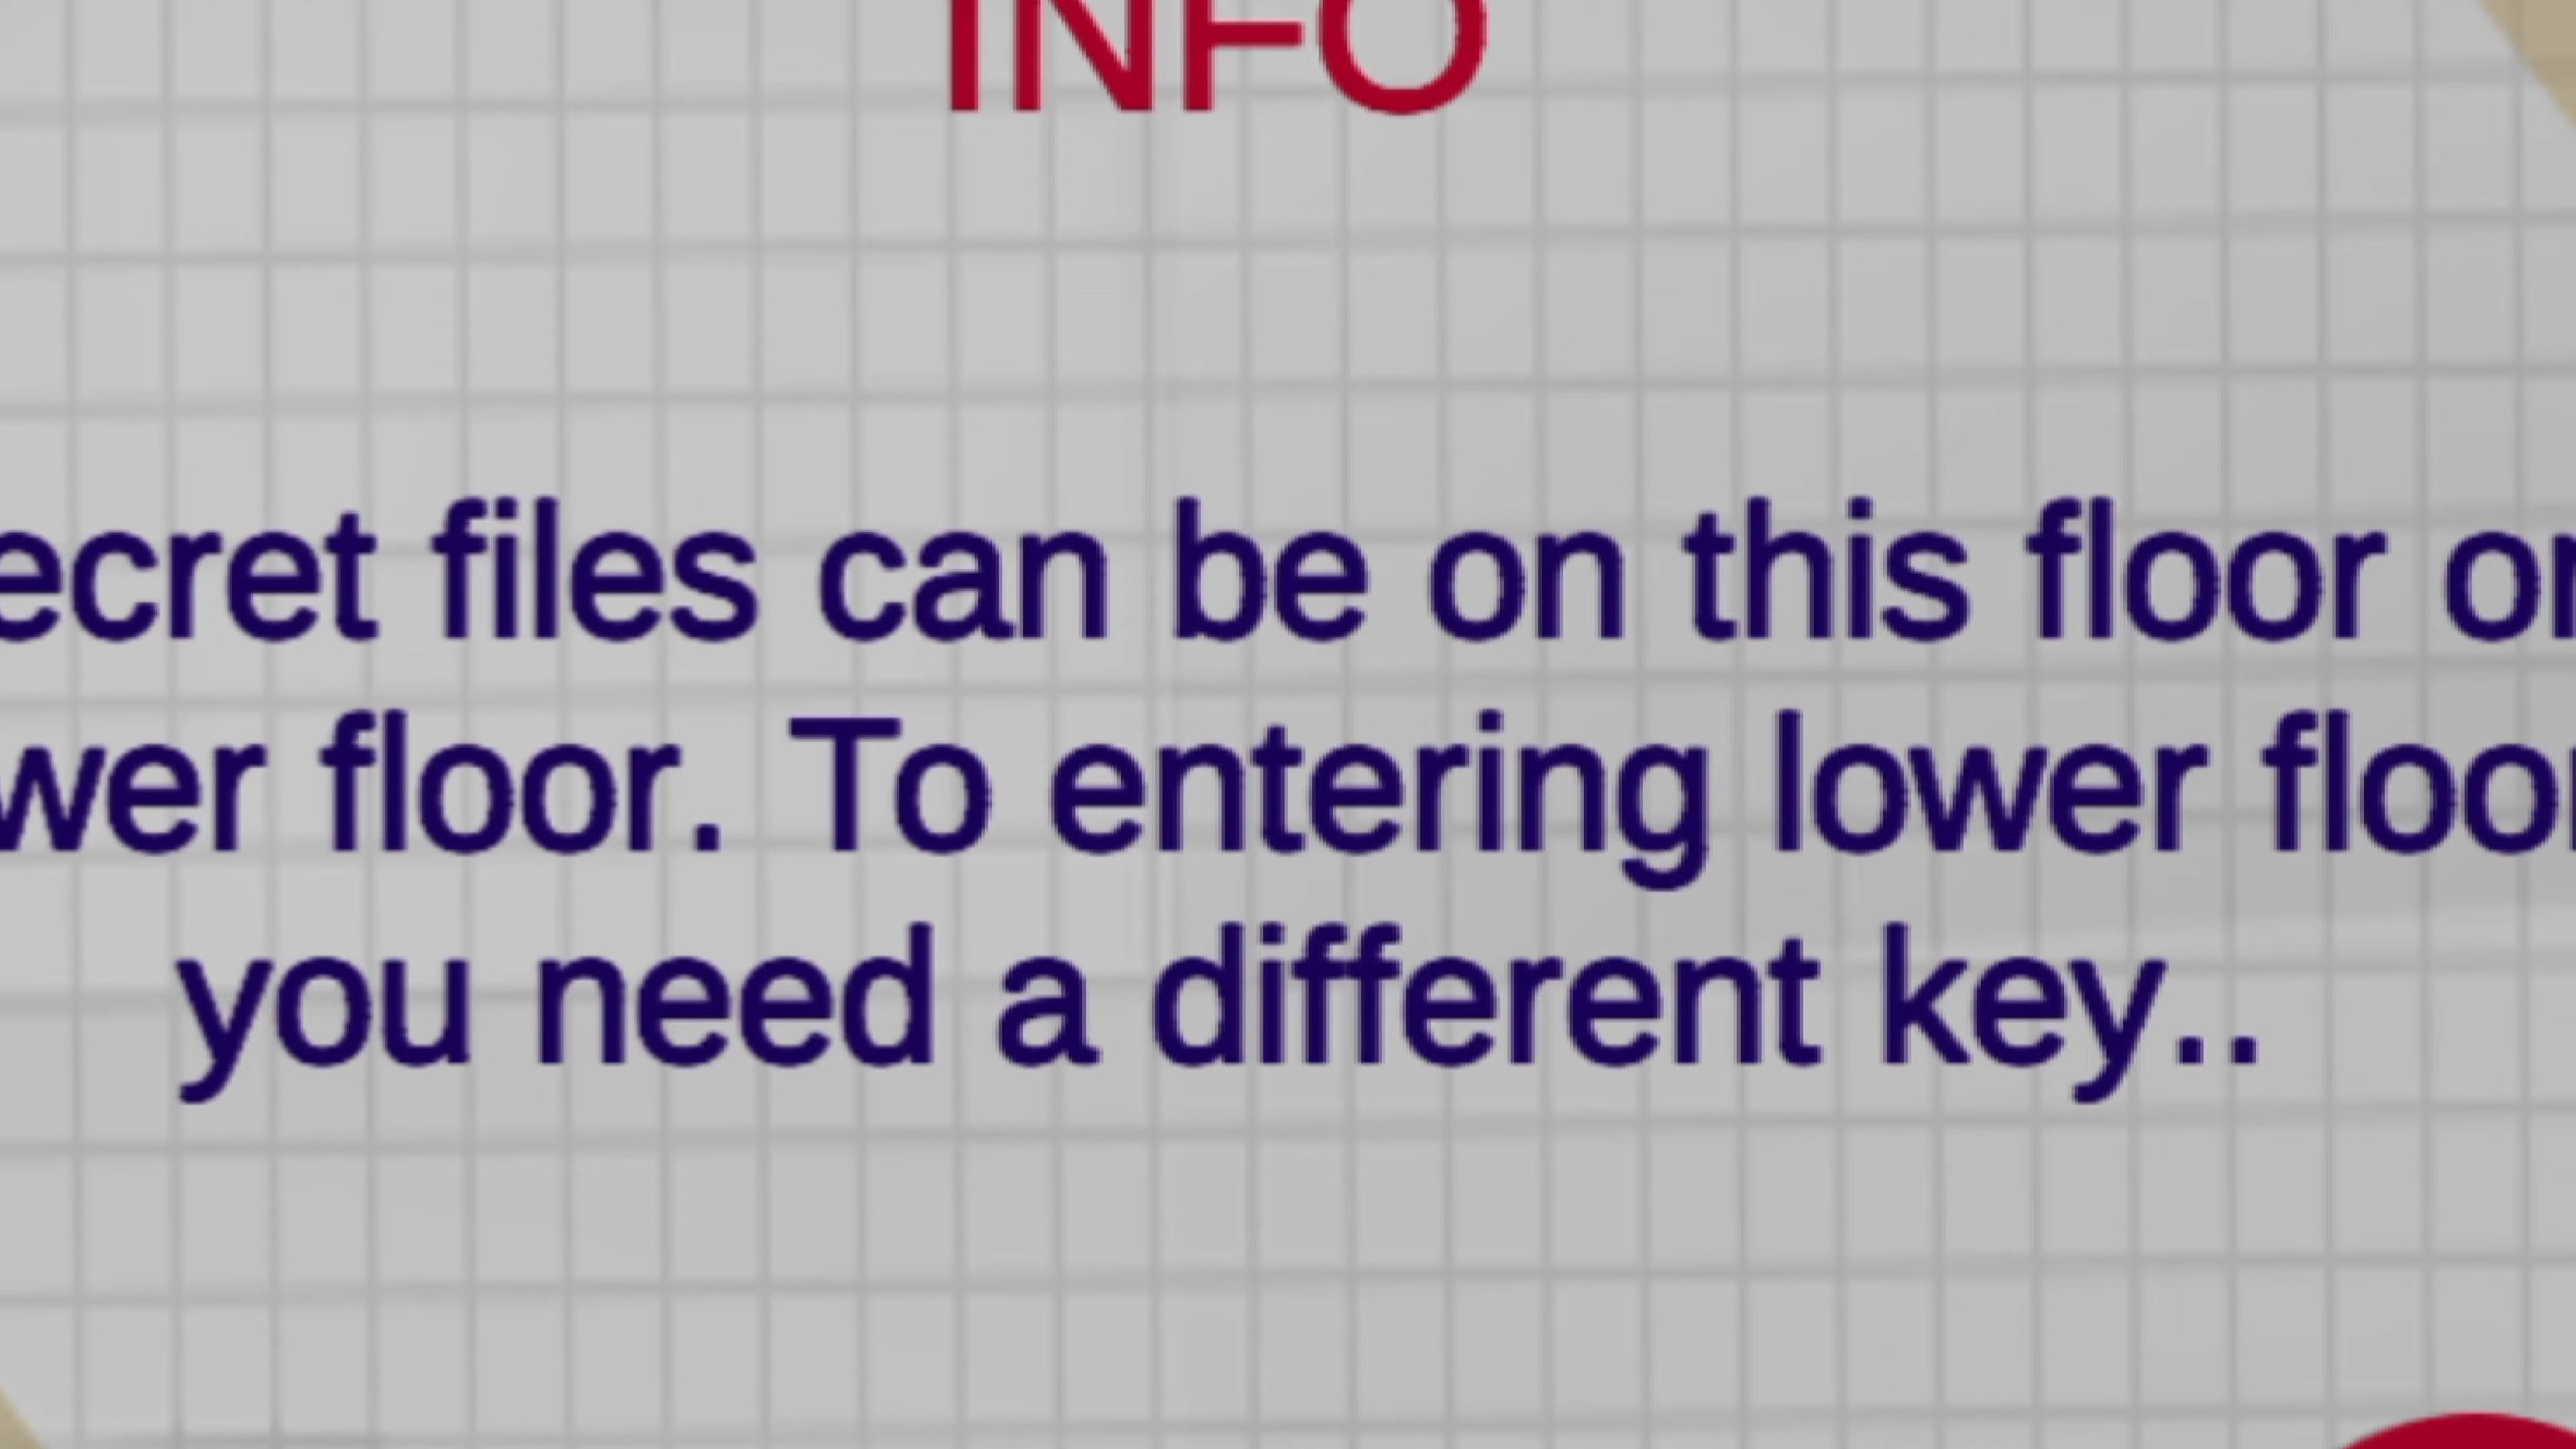 INFO
ecret files can be on this floor or
wer floor. To entering lower floor
you need a different key..